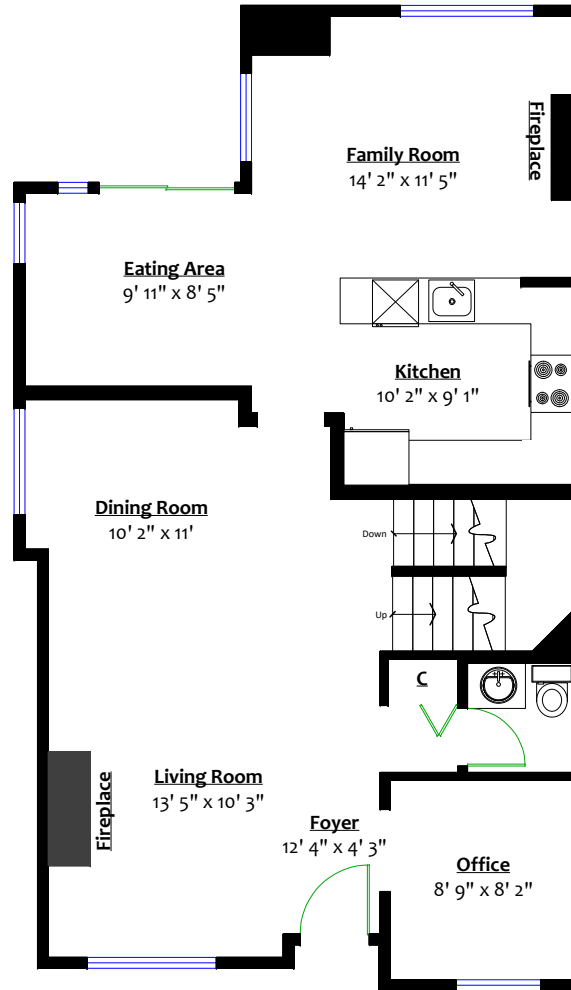 Family Room
14' 2" x 11' 5"
Fireplace
Eating Area
9' 11" x 8' 5"
Kitchen
10' 2" x 9' 1"
Dining Room
10' 2" x 11'
Down
Up
C
Living Room
13' 5" x 10' 3"
Fireplace
Foyer
12' 4" x 4' 3"
Office
8' 9" x 8' 2"